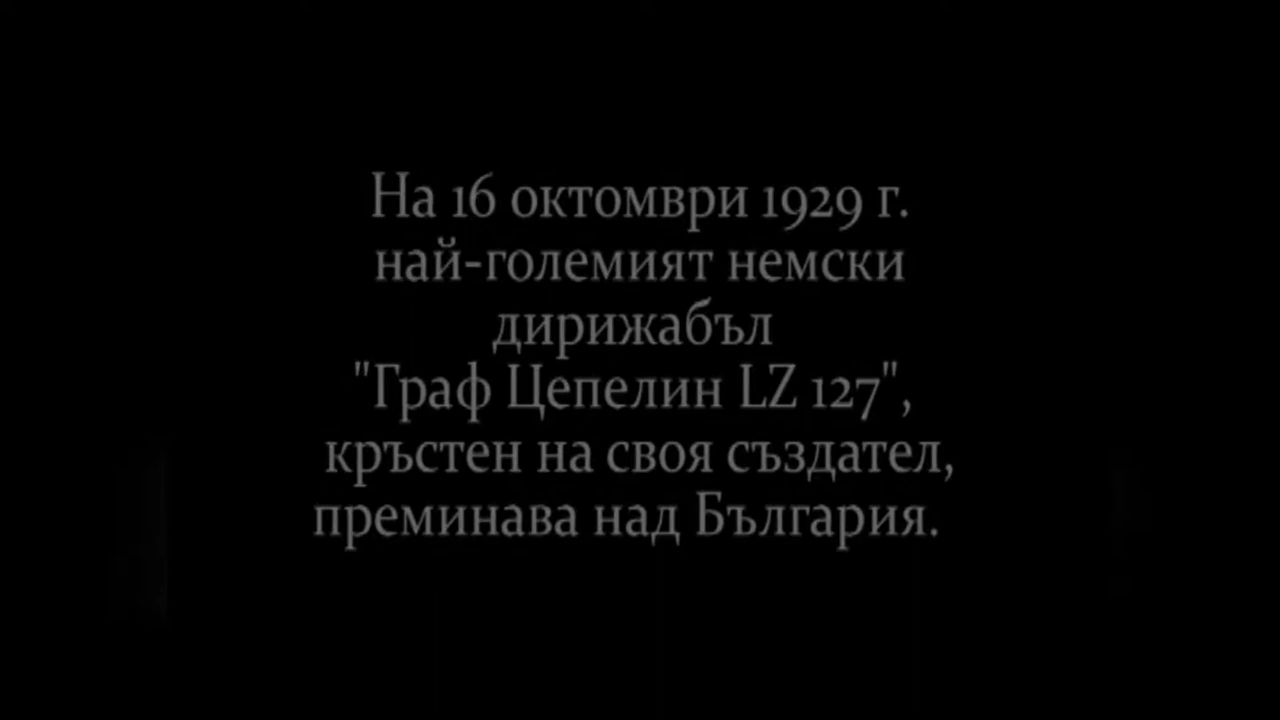 На 16 октомври 1929 г.
най-големият немски
дирижабъл
"Граф Цепелин LZ 127",
кръстен на своя създател,
преминава над България.